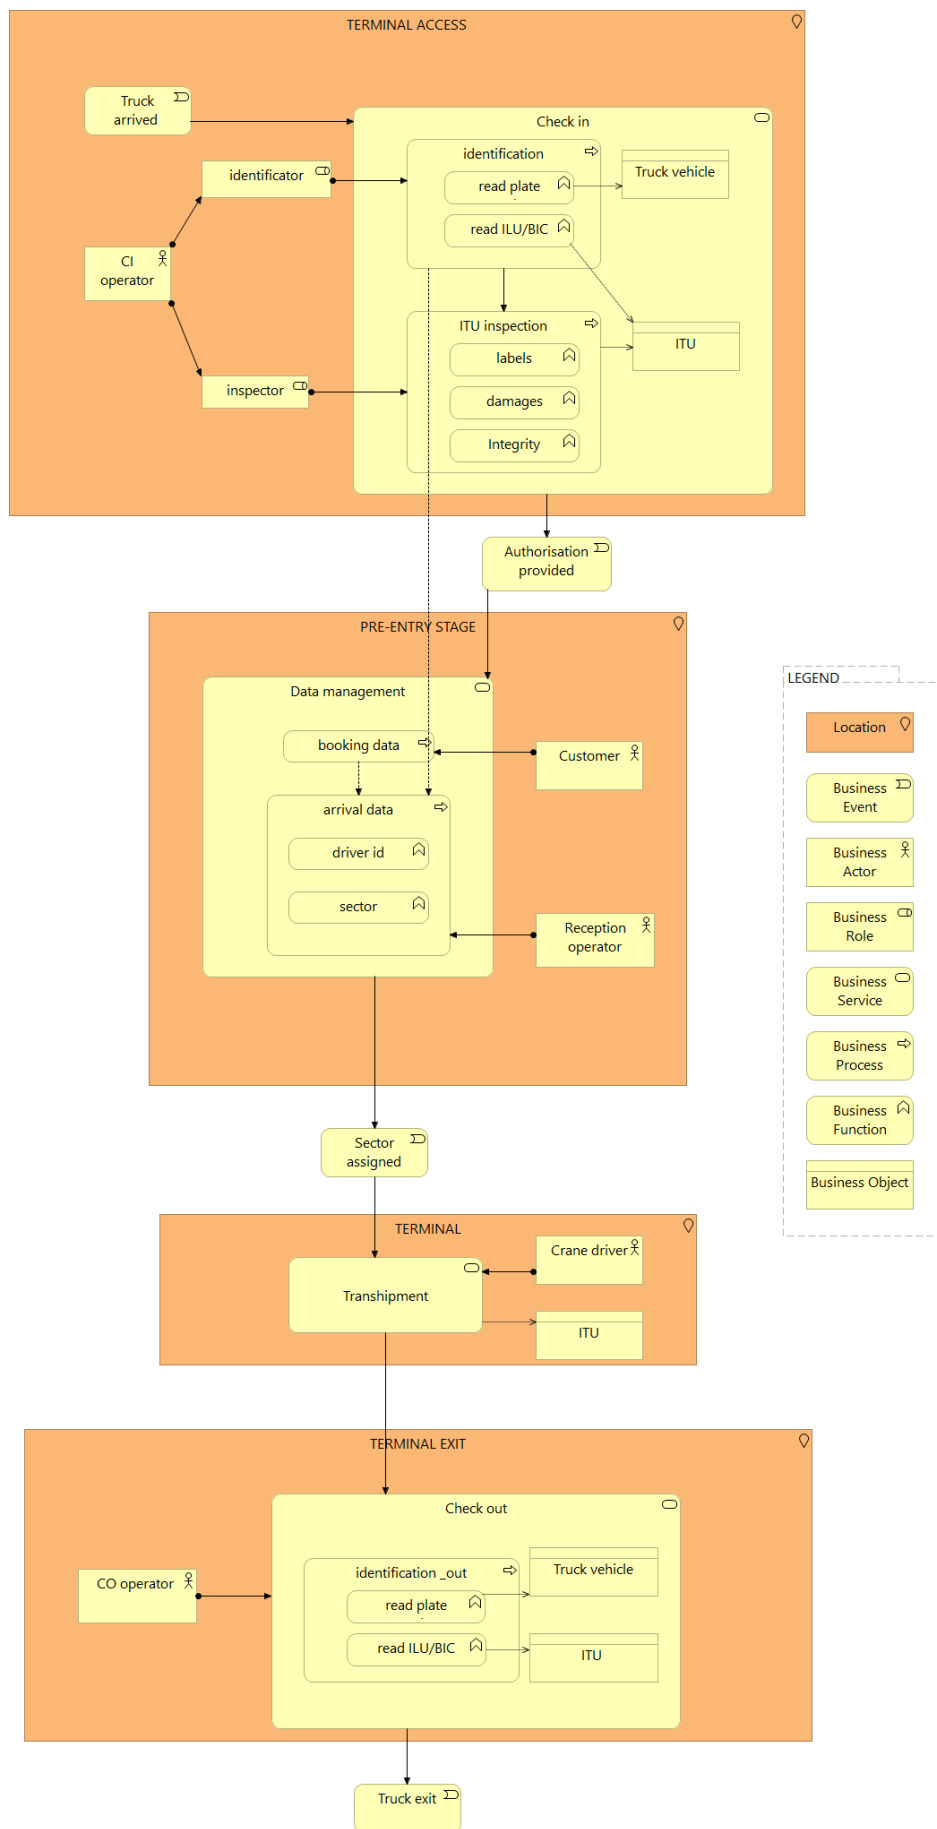 TERMINAL ACCESS
Truck
arrived
Check in
identification
identificator
read plate
Truck vehicle
read ILU/BIC
CI
operator
ITU inspection
ITU
labels
inspector
damages
Integrity
Authorisation
provided
PRE-ENTRY STAGE
Data management
booking data
Customer
arrival data
driver id
sector
Reception
operator
Sector
assigned
TERMINAL
Crane driver
Transhipment
ITU
TERMINAL EXIT
Check out
identification _out
Truck vehicle
CO operator
read plate
read ILU/BIC
ITU
Truck exit
LEGEND
Location
Business
Event
Business
Actor
Business
Role
Business
Service
Business
Process
Business
Function
Business Object